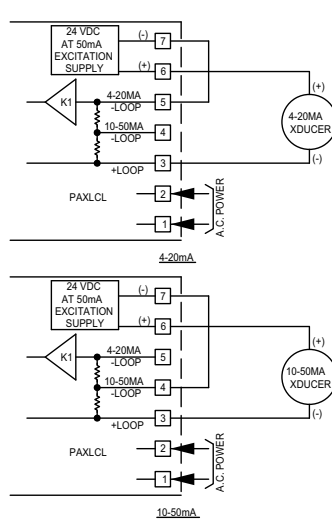 24 VDC
AT 50mA
EXCITATION
SUPPLY
(-)
7
(+)
6
K1
4-20MA
-LOOP
5
10-50MA
-LOOP
4
+LOOP
3
PAXLCL
2
1
A.C. POWER
(+)
4-20MA
XDUCER
(-)
4-20mA
24 VDC
AT 50mA
EXCITATION
SUPPLY
(-)
7
(+)
6
K1
4-20MA
-LOOP
5
10-50MA
-LOOP
4
+LOOP
3
PAXLCL
2
1
A.C. POWER
(+)
10-50MA
XDUCER
(-)
10-50mA